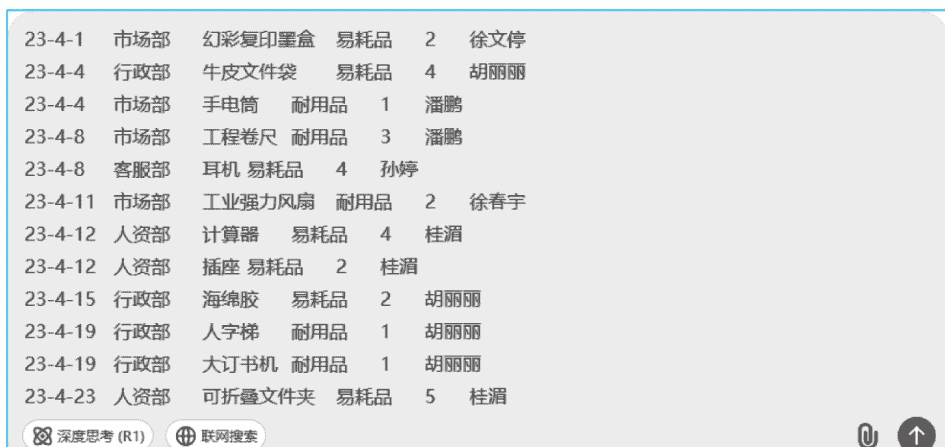 23-4-1 市场部 幻彩复印墨盒 易耗品 2 徐文停
23-4-4 行政部 牛皮文件袋 易耗品 4 胡丽丽
23-4-4 市场部 手电筒 耐用品 1 潘鹏
23-4-8 市场部 工程卷尺 耐用品 3 潘鹏
23-4-8 客服部 耳机 易耗品 4 孙婷
23-4-11 市场部 工业强力风扇 耐用品 2 徐春宇
23-4-12 人资部 计算器 易耗品 4 桂湄
23-4-12 人资部 插座 易耗品 2 桂湄
23-4-15 行政部 海绵胶 易耗品 2 胡丽丽
23-4-19 行政部 人字梯 耐用品 1 胡丽丽
23-4-19 行政部 大订书机 耐用品 1 胡丽丽
23-4-23 人资部 可折叠文件夹 易耗品 5 桂湄
深度思考 (R1) 联网搜索